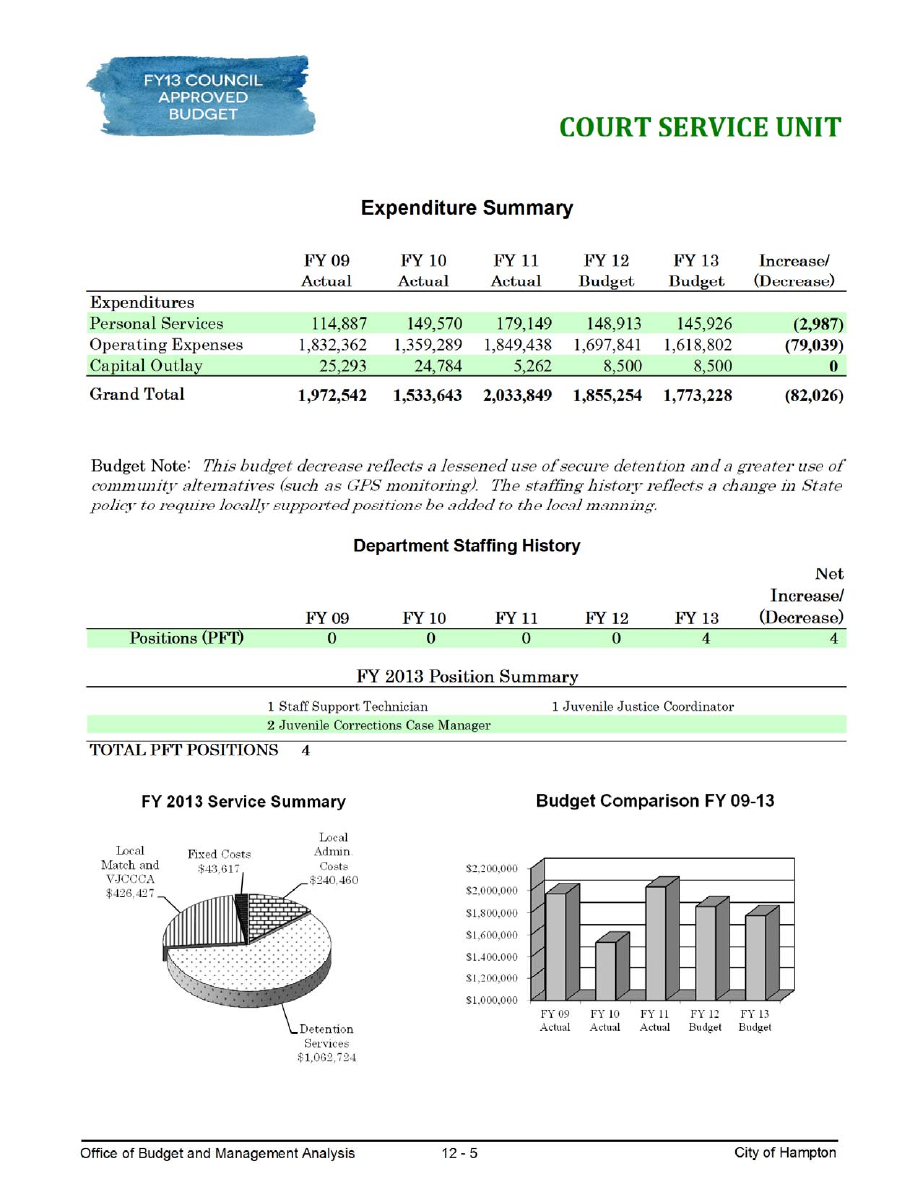 FY13 COUNCIL
APPROVED
BUDGET
COURT SERVICE UNIT
Expenditure Summary
FY 09 FY 10 FY 11 FY 12 FY 13 Increase/
Actual Actual Actual Budget Budget (Decrease)
Expenditures
Personal Services 114,887 149,570 179,149 148,913 145,926 (2,987)
Operating Expenses 1,832,362 1,359,289 1,849,438 1,697,841 1,618,802 (79,039)
Capital Outlay 25,293 24,784 5,262 8,500 8,500 0
Grand Total 1,972,542 1,533,643 2,033,849 1,855,254 1,773,228 (82,026)
Budget Note: This budget decrease reflects a lessened use of secure detention and a greater use of
community alternatives (such as GPS monitoring). The staffing history reflects a change in State
policy to require locally supported positions be added to the local manning.
Department Staffing History
Net
Increase/
FY 09 FY 10 FY 11 FY 12 FY 13 (Decrease)
Positions (PFT) 0 0 0 0 4 4
FY 2013 Position Summary
1 Staff Support Technician 1 Juvenile Justice Coordinator
2 Juvenile Corrections Case Manager
TOTAL PFT POSITIONS 4
FY 2013 Service Summary
Local
Match and
VJCCCA
$426,427
Fixed Costs
$43,617
Local
Admin
Costs
$240,460
Detention
Services
$1,062,724
Budget Comparison FY 09-13
$2,200,000
$2,000,000
$1,800,000
$1,600,000
$1,400,000
$1,200,000
$1,000,000
FY 09 FY 10 FY 11 FY 12 FY 13
Actual Actual Actual Budget Budget
Office of Budget and Management Analysis 12 - 5 City of Hampton